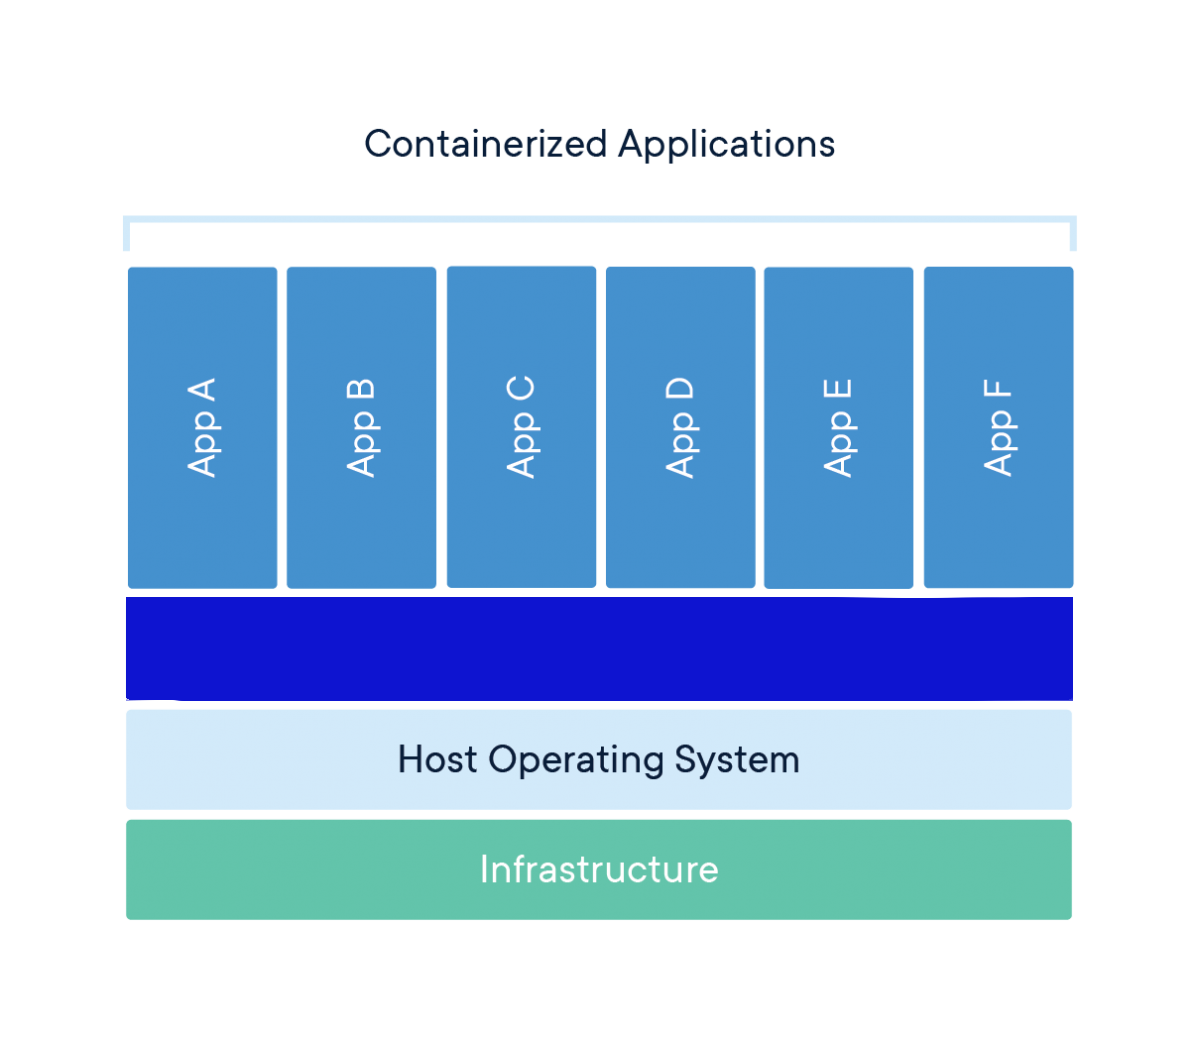 Containerized Applications
App A
App B
App C
App D
App E
App F
Host Operating System
Infrastructure